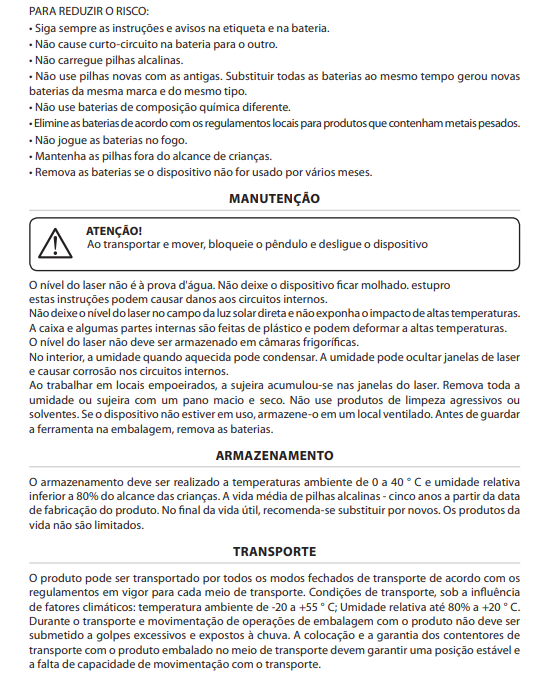 PARA REDUZIR O RISCO:
• Siga sempre as instruções e avisos na etiqueta e na bateria.
• Não cause curto-circuito na bateria para o outro.
• Não carregue pilhas alcalinas.
• Não use pilhas novas com as antigas. Substituir todas as baterias ao mesmo tempo gerou novas
baterias da mesma marca e do mesmo tipo.
• Não use baterias de composição química diferente.
• Elimine as baterias de acordo com os regulamentos locais para produtos que contenham metais pesados.
• Não jogue as baterias no fogo.
• Mantenha as pilhas fora do alcance de crianças.
• Remova as baterias se o dispositivo não for usado por vários meses.
MANUTENÇÃO
ATENÇÃO!
Ao transportar e mover, bloqueie o pêndulo e desligue o dispositivo
O nível do laser não é à prova d'água. Não deixe o dispositivo ficar molhado. estupro
estas instruções podem causar danos aos circuitos internos.
Não deixe o nível do laser no campo da luz solar direta e não exponha o impacto de altas temperaturas.
A caixa e algumas partes internas são feitas de plástico e podem deformar a altas temperaturas.
O nível do laser não deve ser armazenado em câmaras frigoríficas.
No interior, a umidade quando aquecida pode condensar. A umidade pode ocultar janelas de laser
e causar corrosão nos circuitos internos.
Ao trabalhar em locais empoeirados, a sujeira acumulou-se nas janelas do laser. Remova toda a
umidade ou sujeira com um pano macio e seco. Não use produtos de limpeza agressivos ou
solventes. Se o dispositivo não estiver em uso, armazene-o em um local ventilado. Antes de guardar
a ferramenta na embalagem, remova as baterias.
ARMAZENAMENTO
O armazenamento deve ser realizado a temperaturas ambiente de 0 a 40 ° C e umidade relativa
inferior a 80% do alcance das crianças. A vida média de pilhas alcalinas - cinco anos a partir da data
de fabricação do produto. No final da vida útil, recomenda-se substituir por novos. Os produtos da
vida não são limitados.
TRANSPORTE
O produto pode ser transportado por todos os modos fechados de transporte de acordo com os
regulamentos em vigor para cada meio de transporte. Condições de transporte, sob a influência
de fatores climáticos: temperatura ambiente de -20 a +55 ° C; Umidade relativa até 80% a +20 ° C.
Durante o transporte e movimentação de operações de embalagem com o produto não deve ser
submetido a golpes excessivos e expostos à chuva. A colocação e a garantia dos contentores de
transporte com o produto embalado no meio de transporte devem garantir uma posição estável e
a falta de capacidade de movimentação com o transporte.